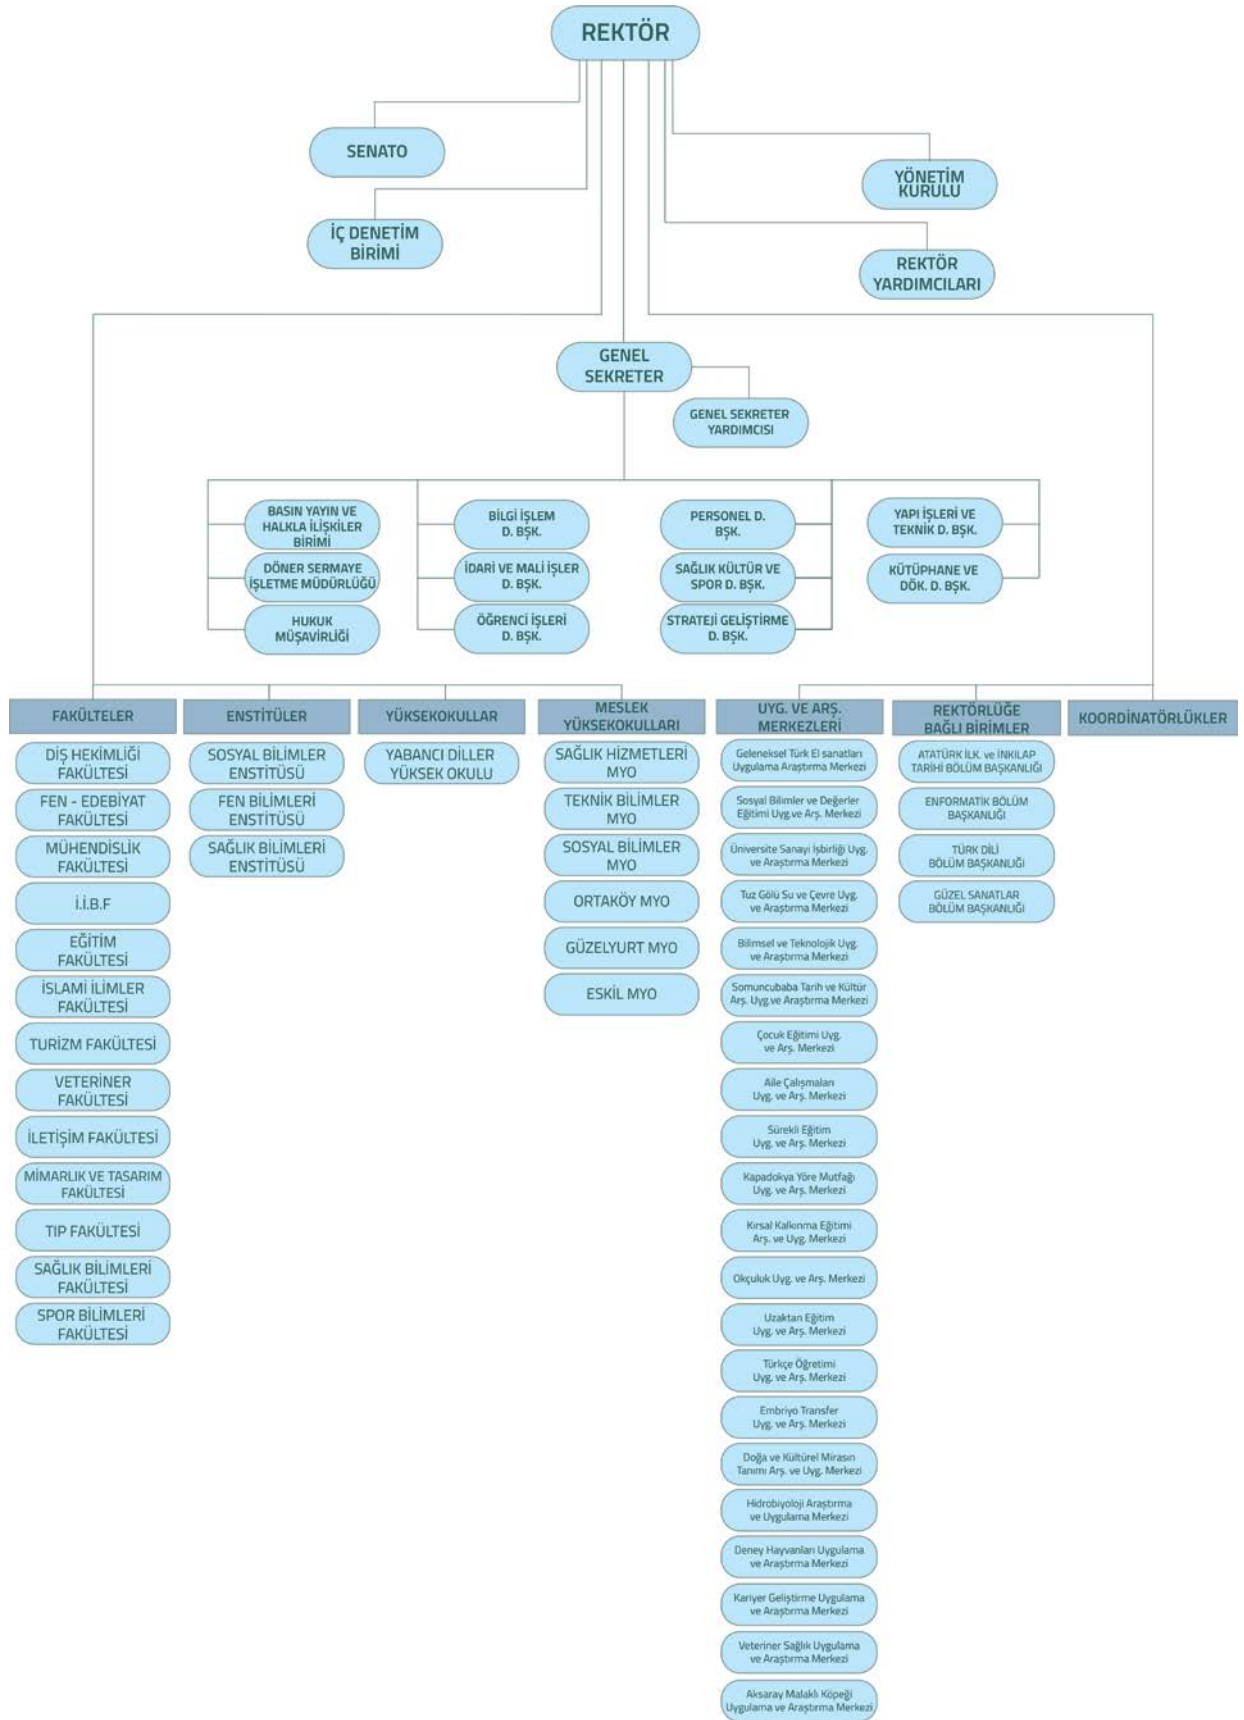 REKTÖR
SENATO
YÖNETİM
KURULU
İÇ DENETİM
BİRİMİ
REKTÖR
YARDIMCILARI
GENEL
SEKRETER
GENEL SEKRETER
YARDIMCISI
BASIN YAYIN VE
HALKLA İLİŞKİLER
BİRİMİ
DÖNER SERMAYE
İŞLETME MÜDÜRLÜĞÜ
HUKUK
MÜŞAVİRLİĞİ
BİLGİ İŞLEM
D. BŞK.
İDARİ VE MALİ İŞLER
D. BŞK.
ÖĞRENCİ İŞLERİ
D. BŞK.
PERSONEL D.
BŞK.
SAĞLIK KÜLTÜR VE
SPOR D. BŞK.
STRATEJİ GELİŞTİRME
D. BŞK.
YAPI İŞLERİ VE
TEKNİK D. BŞK.
KÜTÜPHANE VE
DÖK. D. BŞK.
FAKÜLTELER
DİŞ HEKİMLİĞİ
FAKÜLTESİ
FEN - EDEBİYAT
FAKÜLTESİ
MÜHENDİSLİK
FAKÜLTESİ
İ.İ.B.F
EĞİTİM
FAKÜLTESİ
İSLAMİ İLİMLER
FAKÜLTESİ
TURİZM FAKÜLTESİ
VETERİNER
FAKÜLTESİ
İLETİŞİM FAKÜLTESİ
MİMARLIK VE TASARIM
FAKÜLTESİ
TIP FAKÜLTESİ
SAĞLIK BİLİMLERİ
FAKÜLTESİ
SPOR BİLİMLERİ
FAKÜLTESİ
ENSTİTÜLER
SOSYAL BİLİMLER
ENSTİTÜSÜ
FEN BİLİMLERİ
ENSTİTÜSÜ
SAĞLIK BİLİMLERİ
ENSTİTÜSÜ
YÜKSEKOKULLAR
YABANCI DİLLER
YÜKSEK OKULU
MESLEK
YÜKSEKOKULLARI
SAĞLIK HİZMETLERİ
MYO
TEKNİK BİLİMLER
MYO
SOSYAL BİLİMLER
MYO
ORTAKÖY MYO
GÜZELYURT MYO
ESKİL MYO
UYG. VE ARŞ.
MERKEZLERİ
Geleneksel Türk El sanatları
Uygulama Araştırma Merkezi
Sosyal Bilimler ve Değerler
Eğitimi Uyg.ve Arş. Merkezi
Üniversite Sanayi İşbirliği Uyg.
ve Araştırma Merkezi
Tuz Gölü Su ve Çevre Uyg.
ve Araştırma Merkezi
Bilimsel ve Teknolojik Uyg.
ve Araştırma Merkezi
Somuncubaba Tarih ve Kültür
Arş. Uyg.ve Araştırma Merkezi
Çocuk Eğitimi Uyg.
ve Arş. Merkezi
Aile Çalışmaları
Uyg. ve Arş. Merkezi
Sürekli Eğitim
Uyg. ve Arş. Merkezi
Kapadokya Yöre Mutfağı
Uyg. ve Arş. Merkezi
Kırsal Kalkınma Eğitimi
Arş. ve Uyg. Merkezi
Okçuluk Uyg. ve Arş. Merkezi
Uzaktan Eğitim
Uyg. ve Arş. Merkezi
Türkçe Öğretimi
Uyg. ve Arş. Merkezi
Embriyo Transfer
Uyg. ve Arş. Merkezi
Doğa ve Kültürel Mirasın
Tanımı Arş. ve Uyg. Merkezi
Hidrobiyoloji Araştırma
ve Uygulama Merkezi
Deney Hayvanları Uygulama
ve Araştırma Merkezi
Kariyer Geliştirme Uygulama
ve Araştırma Merkezi
Veteriner Sağlık Uygulama
ve Araştırma Merkezi
Aksaray Malaklı Köpeği
Uygulama ve Araştırma Merkezi
REKTÖRLÜĞE
BAĞLI BİRİMLER
ATATÜRK İLK. ve İNKILAP
TARİHİ BÖLÜM BAŞKANLIĞI
ENFORMATİK BÖLÜM
BAŞKANLIĞI
TÜRK DİLİ
BÖLÜM BAŞKANLIĞI
GÜZEL SANATLAR
BÖLÜM BAŞKANLIĞI
KOORDİNATÖRLÜKLER